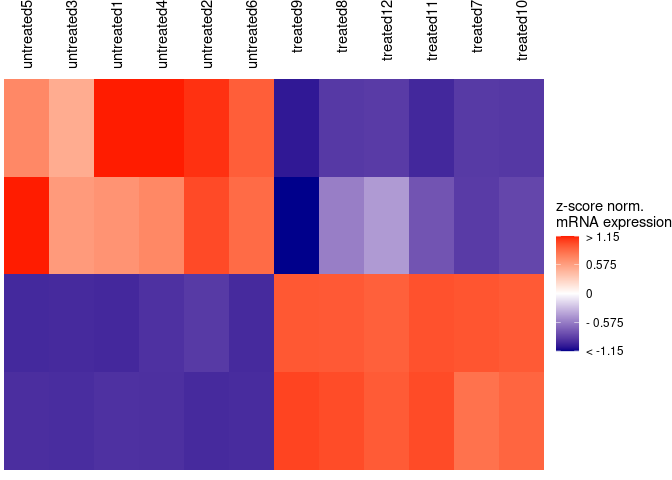 untreated5
untreated3
untreated1
untreated4
untreated2
untreated6
treated9
treated8
treated12
treated11
treated7
treated10
z-score norm.
mRNA expression
> 1.15
0.575
0
- 0.575
< -1.15